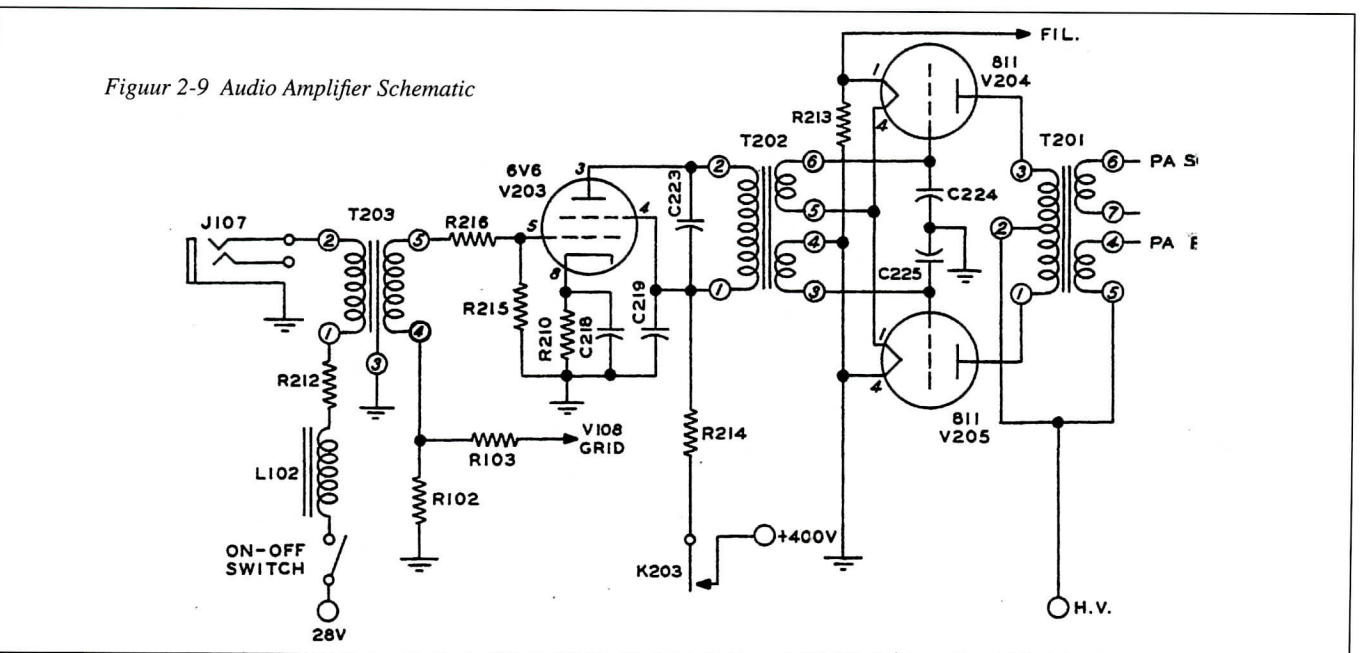 Figuur 2-9 Audio Amplifier Schematic
FIL.
811
V204
1
4
R213
T202
T201
6V6
V203
3
4
5
8
C223
2
6
5
4
3
1
C224
C225
3
2
1
6
7
4
5
PA
PA
J107
T203
2
5
1
4
3
R216
R215
R210
C218
C219
R212
L102
R103
V108
GRID
R102
R214
1
4
811
V205
ON-OFF
SWITCH
28V
K203
+400V
H.V.